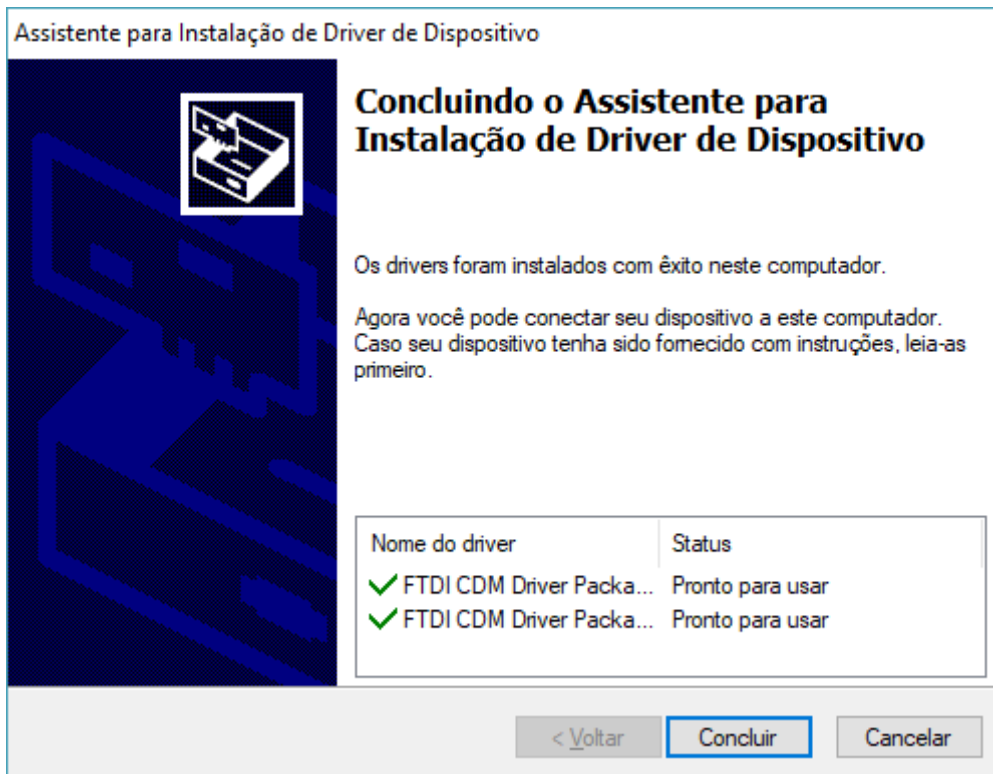 Assistente para Instalação de Driver de Dispositivo
Concluindo o Assistente para
Instalação de Driver de Dispositivo
Os drivers foram instalados com êxito neste computador.
Agora você pode conectar seu dispositivo a este computador.
Caso seu dispositivo tenha sido fornecido com instruções, leia-as
primeiro.
Nome do driver Status
FTDI CDM Driver Packa... Pronto para usar
FTDI CDM Driver Packa... Pronto para usar
< Voltar Concluir Cancelar